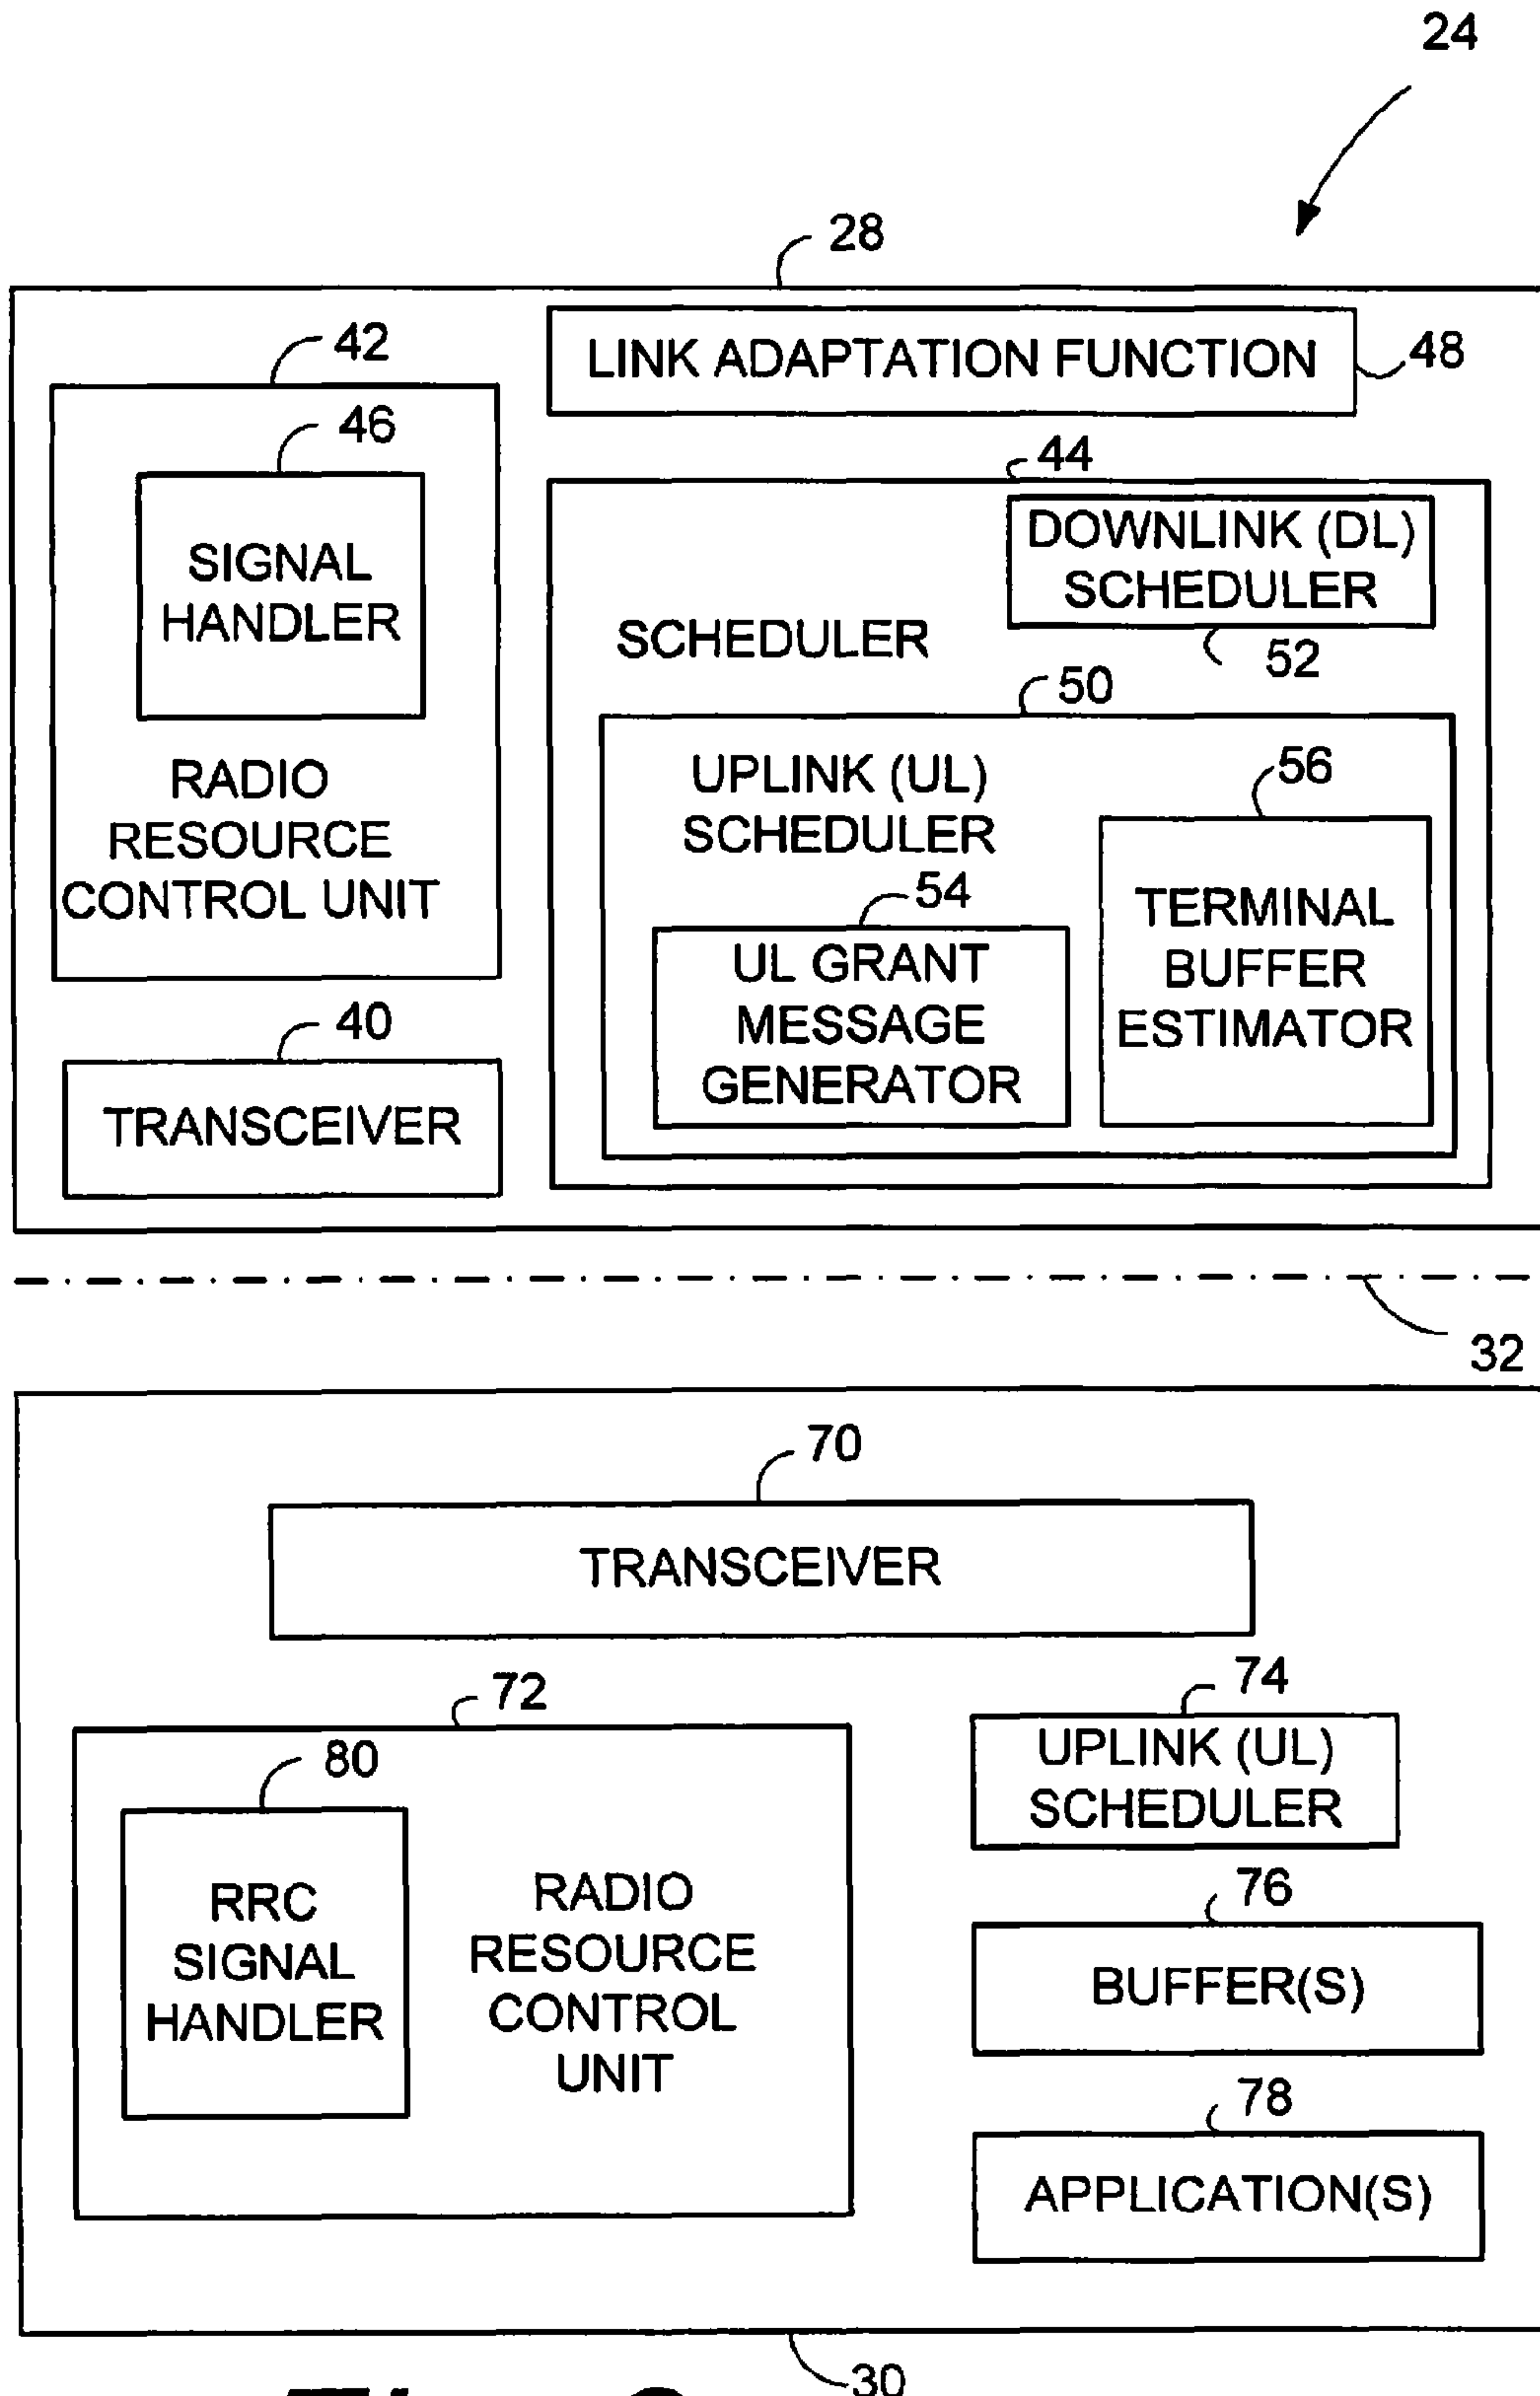 24
28
42
LINK ADAPTATION FUNCTION
48
46
44
SIGNAL
HANDLER
DOWNLINK (DL)
SCHEDULER
52
SCHEDULER
50
RADIO
RESOURCE
CONTROL UNIT
UPLINK (UL)
SCHEDULER
56
54
UL GRANT
MESSAGE
GENERATOR
TERMINAL
BUFFER
ESTIMATOR
40
TRANSCEIVER
32
70
TRANSCEIVER
72
74
80
UPLINK (UL)
SCHEDULER
RRC
SIGNAL
HANDLER
RADIO
RESOURCE
CONTROL
UNIT
76
BUFFER(S)
78
APPLICATION(S)
30